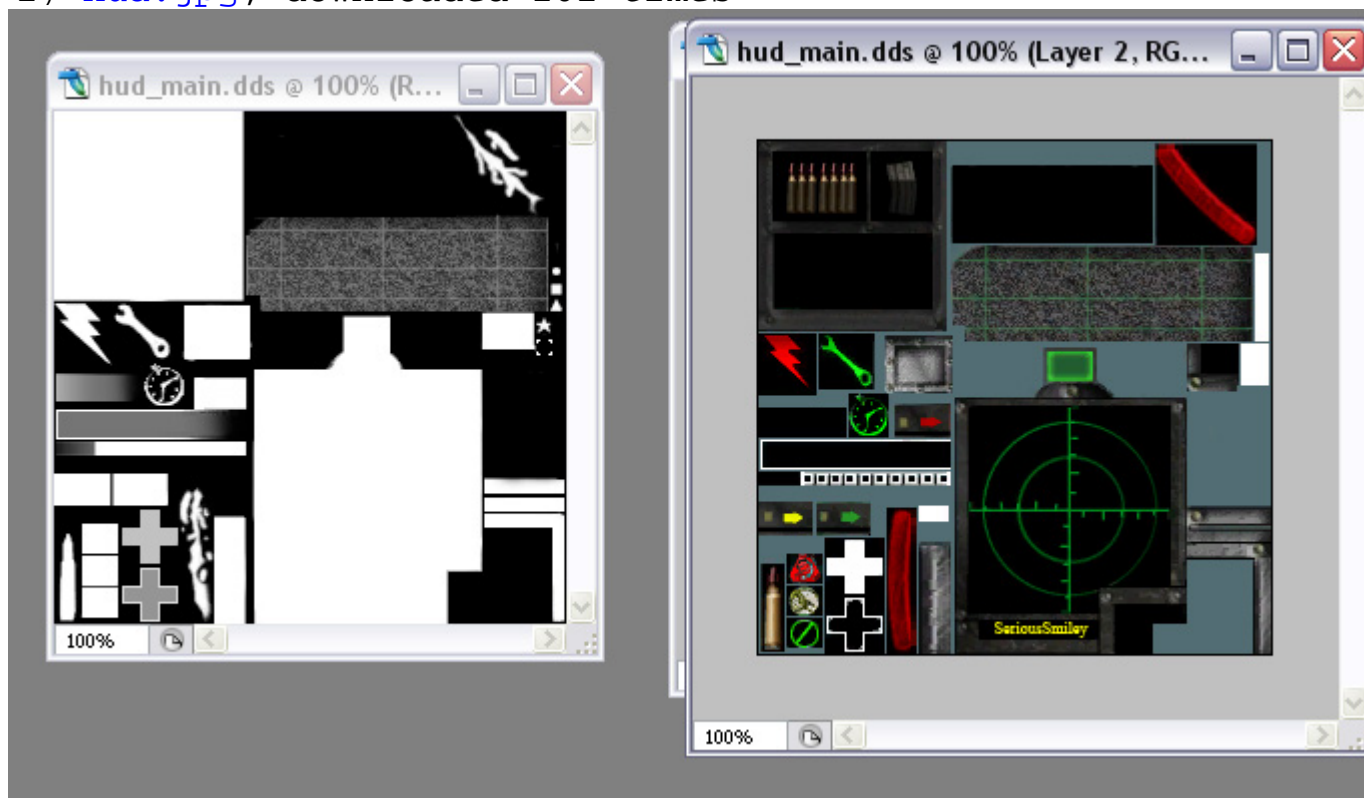 hud_main.dds @ 100% (R...
hud_main.dds @ 100% (Layer 2, RG...
SeriousSmiley
100%
100%